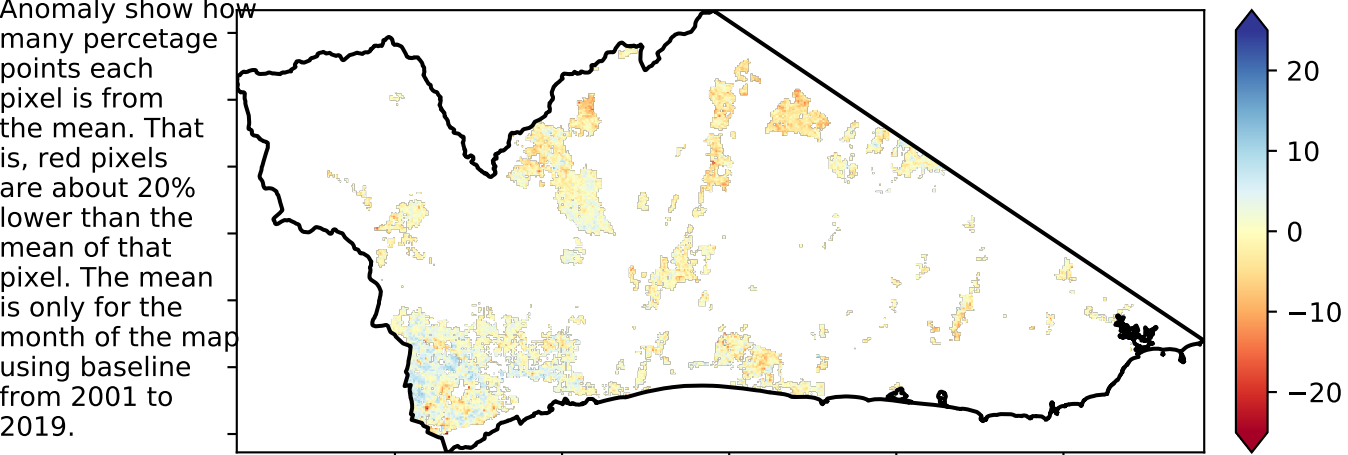 Anomaly show how
many percetage
points each
pixel is from
the mean. That
is, red pixels
are about 20%
lower than the
mean of that
pixel. The mean
is only for the
month of the map
using baseline
from 2001 to
2019.
20
10
0
−10
−20